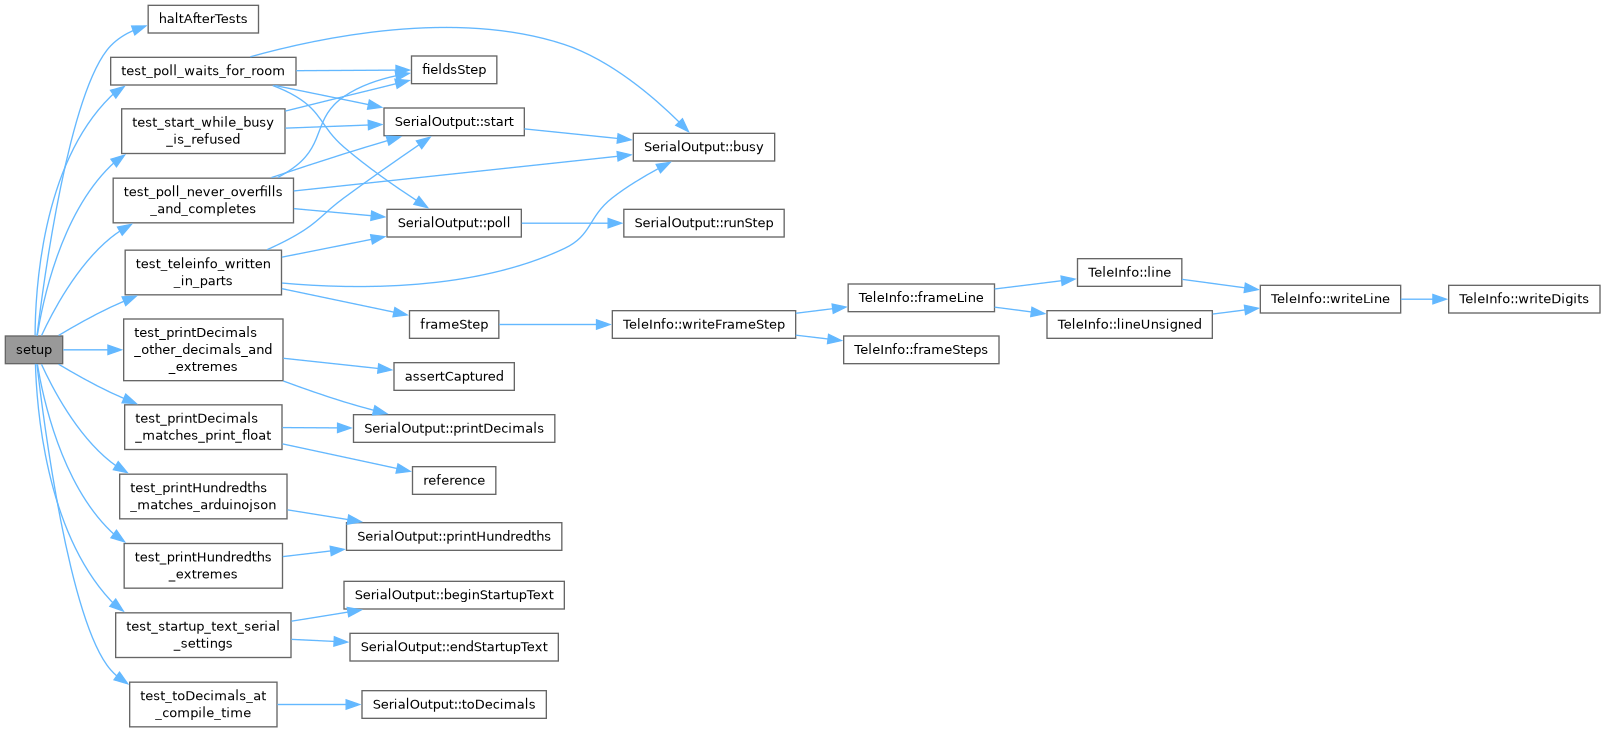 setup
haltAfterTests
test_poll_waits_for_room
test_start_while_busy
_is_refused
test_poll_never_overfills
_and_completes
test_teleinfo_written
_in_parts
test_printDecimals
_other_decimals_and
_extremes
test_printDecimals
_matches_print_float
test_printHundredths
_matches_arduinojson
test_printHundredths
_extremes
test_startup_text_serial
_settings
test_toDecimals_at
_compile_time
fieldsStep
SerialOutput::start
SerialOutput::poll
frameStep
assertCaptured
SerialOutput::printDecimals
reference
SerialOutput::printHundredths
SerialOutput::beginStartupText
SerialOutput::endStartupText
SerialOutput::toDecimals
SerialOutput::busy
SerialOutput::runStep
TeleInfo::writeFrameStep
TeleInfo::frameLine
TeleInfo::frameSteps
TeleInfo::line
TeleInfo::lineUnsigned
TeleInfo::writeLine
TeleInfo::writeDigits